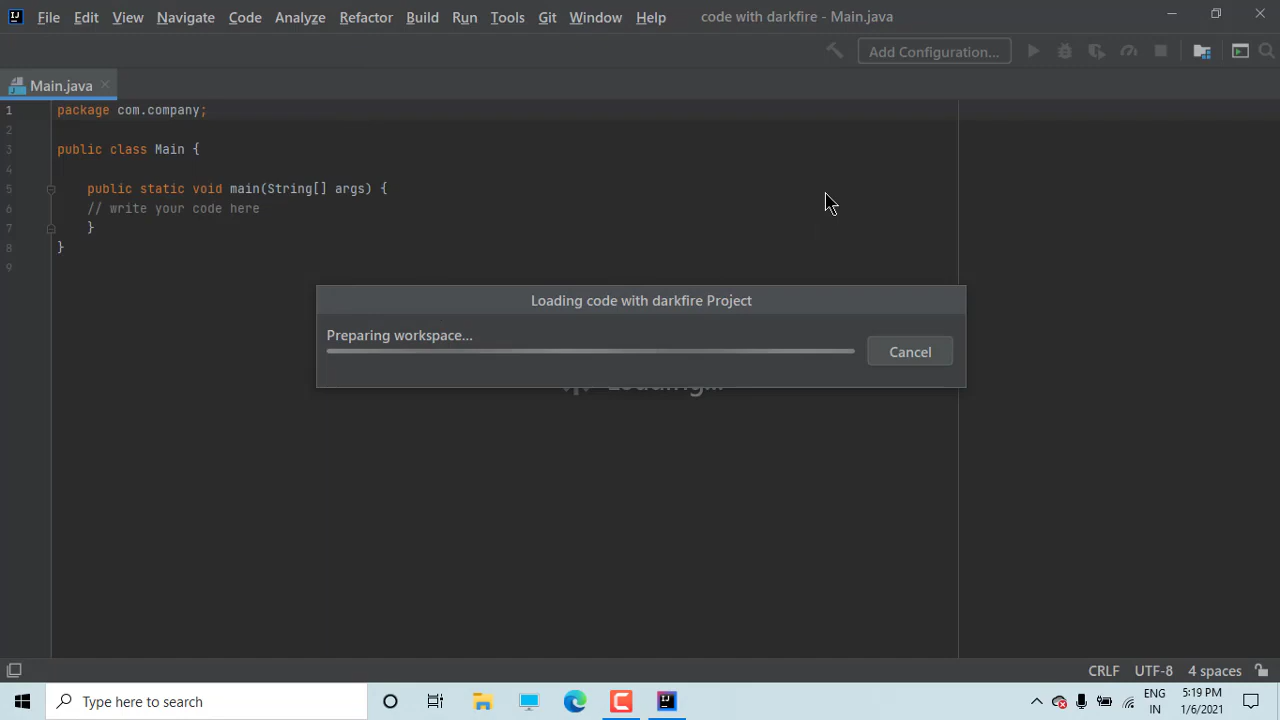 File Edit View Navigate Code Analyze Refactor Build Run Tools Git Window Help code with darkfire - Main.java
Add Configuration...
Main.java
1 package com.company;
2
3 public class Main {
4
5 public static void main(String[] args) {
6 // write your code here
7 }
8 }
9
Loading code with darkfire Project
Preparing workspace...
Cancel
Loading...
CRLF UTF-8 4 spaces
Type here to search
ENG 5:19 PM
IN 1/6/2021